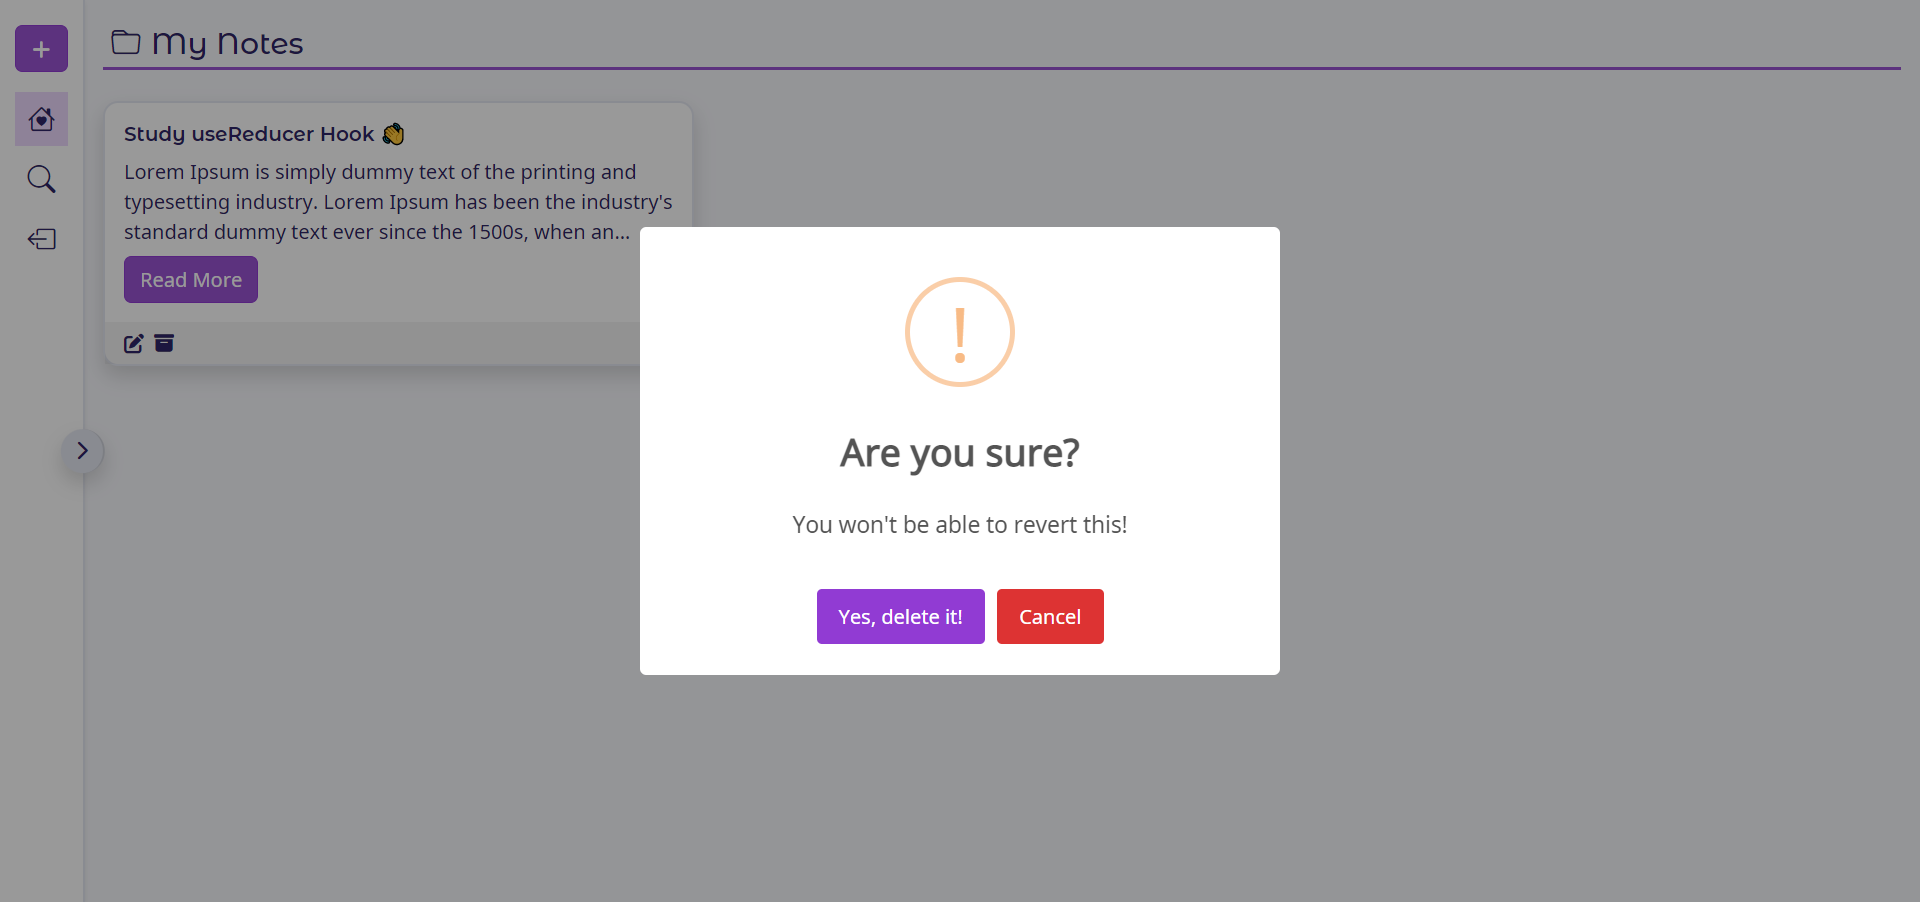 My Notes
Study useReducer Hook 👏
Lorem Ipsum is simply dummy text of the printing and
typesetting industry. Lorem Ipsum has been the industry's
standard dummy text ever since the 1500s, when an...
Read More
Are you sure?
You won't be able to revert this!
Yes, delete it!
Cancel